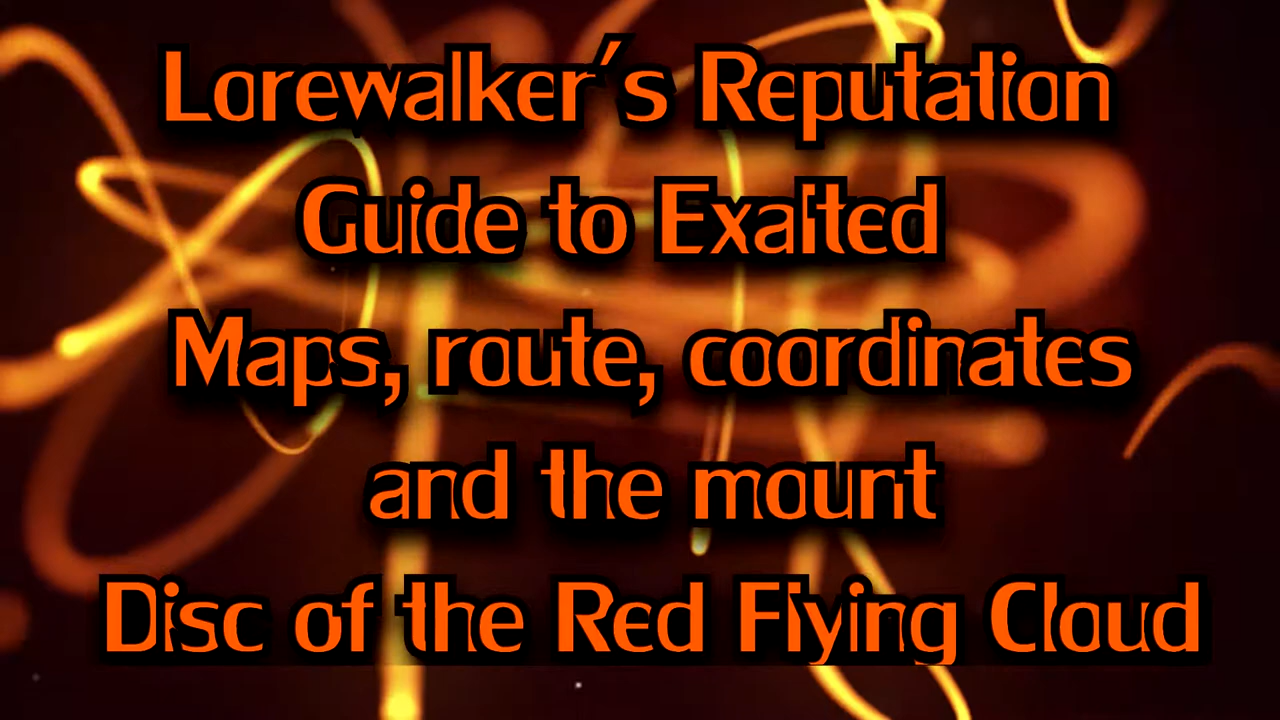 Lorewalker's Reputation
Guide to Exalted
Maps, route, coordinates
and the mount
Disc of the Red Flying Cloud